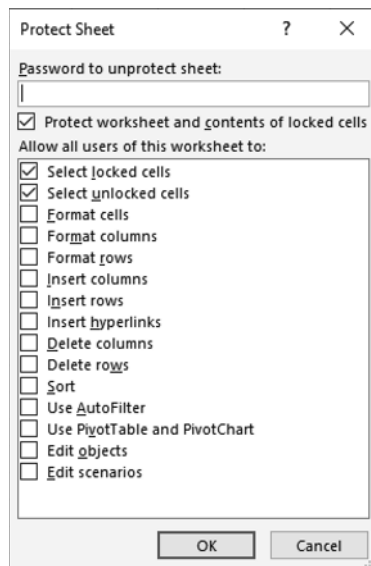 Protect Sheet ? ×
Password to unprotect sheet:
Protect worksheet and contents of locked cells
Allow all users of this worksheet to:
Select locked cells
Select unlocked cells
Format cells
Format columns
Format rows
Insert columns
Insert rows
Insert hyperlinks
Delete columns
Delete rows
Sort
Use AutoFilter
Use PivotTable and PivotChart
Edit objects
Edit scenarios
OK Cancel